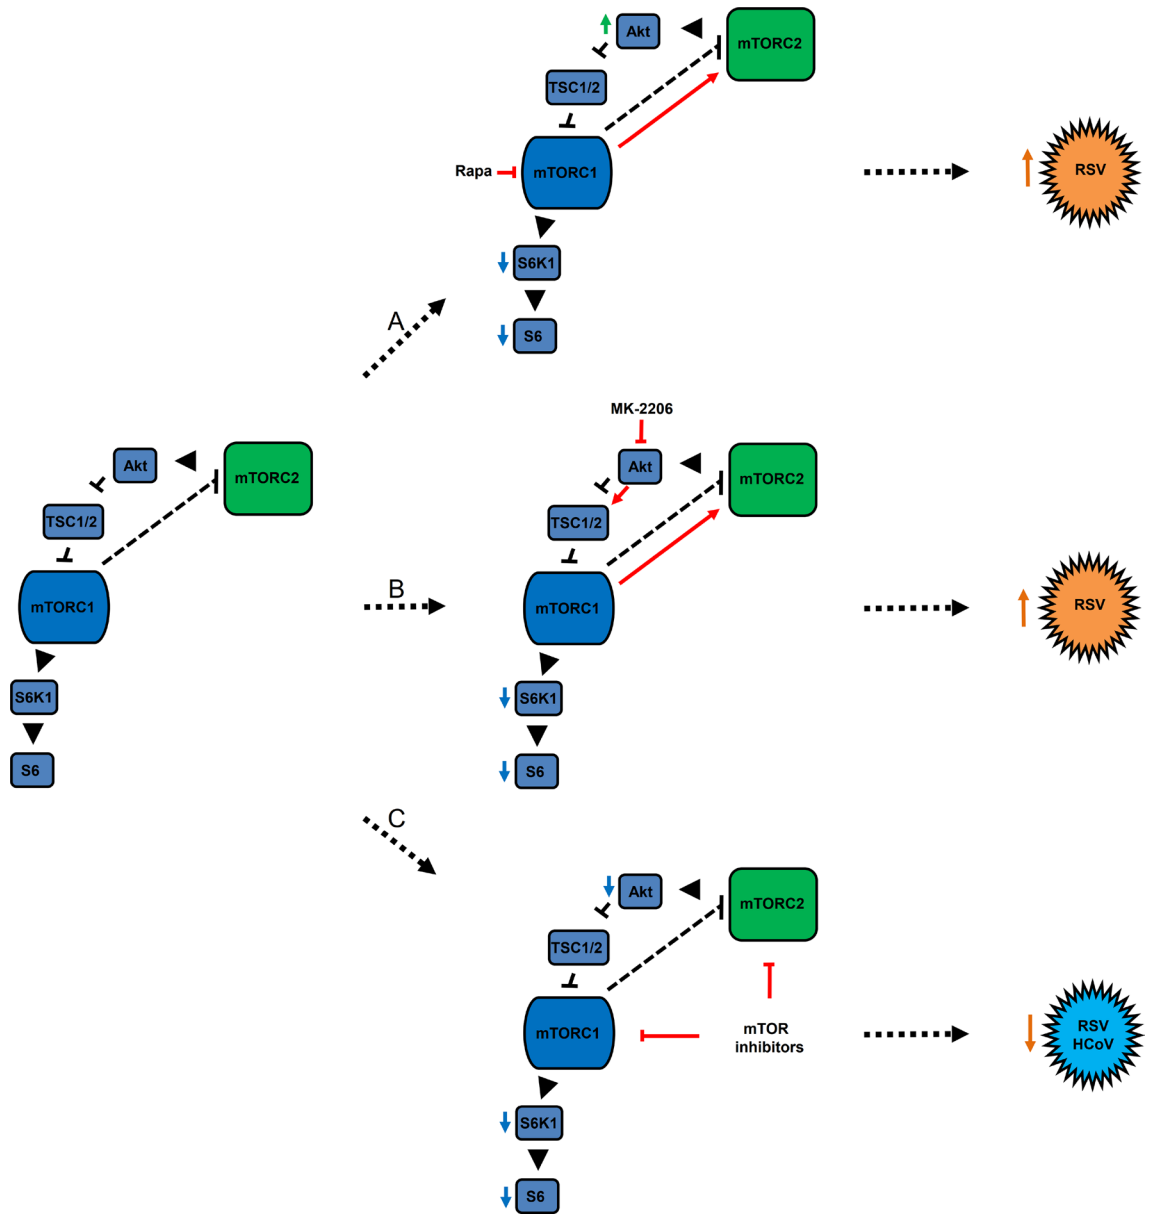 Akt
mTORC2
TSC1/2
Rapa
mTORC1
RSV
S6K1
S6
A
MK-2206
Akt
mTORC2
TSC1/2
mTORC1
S6K1
S6
B
Akt
mTORC2
TSC1/2
mTORC1
RSV
S6K1
S6
C
Akt
mTORC2
TSC1/2
mTORC1
mTOR
inhibitors
RSV
HCoV
S6K1
S6